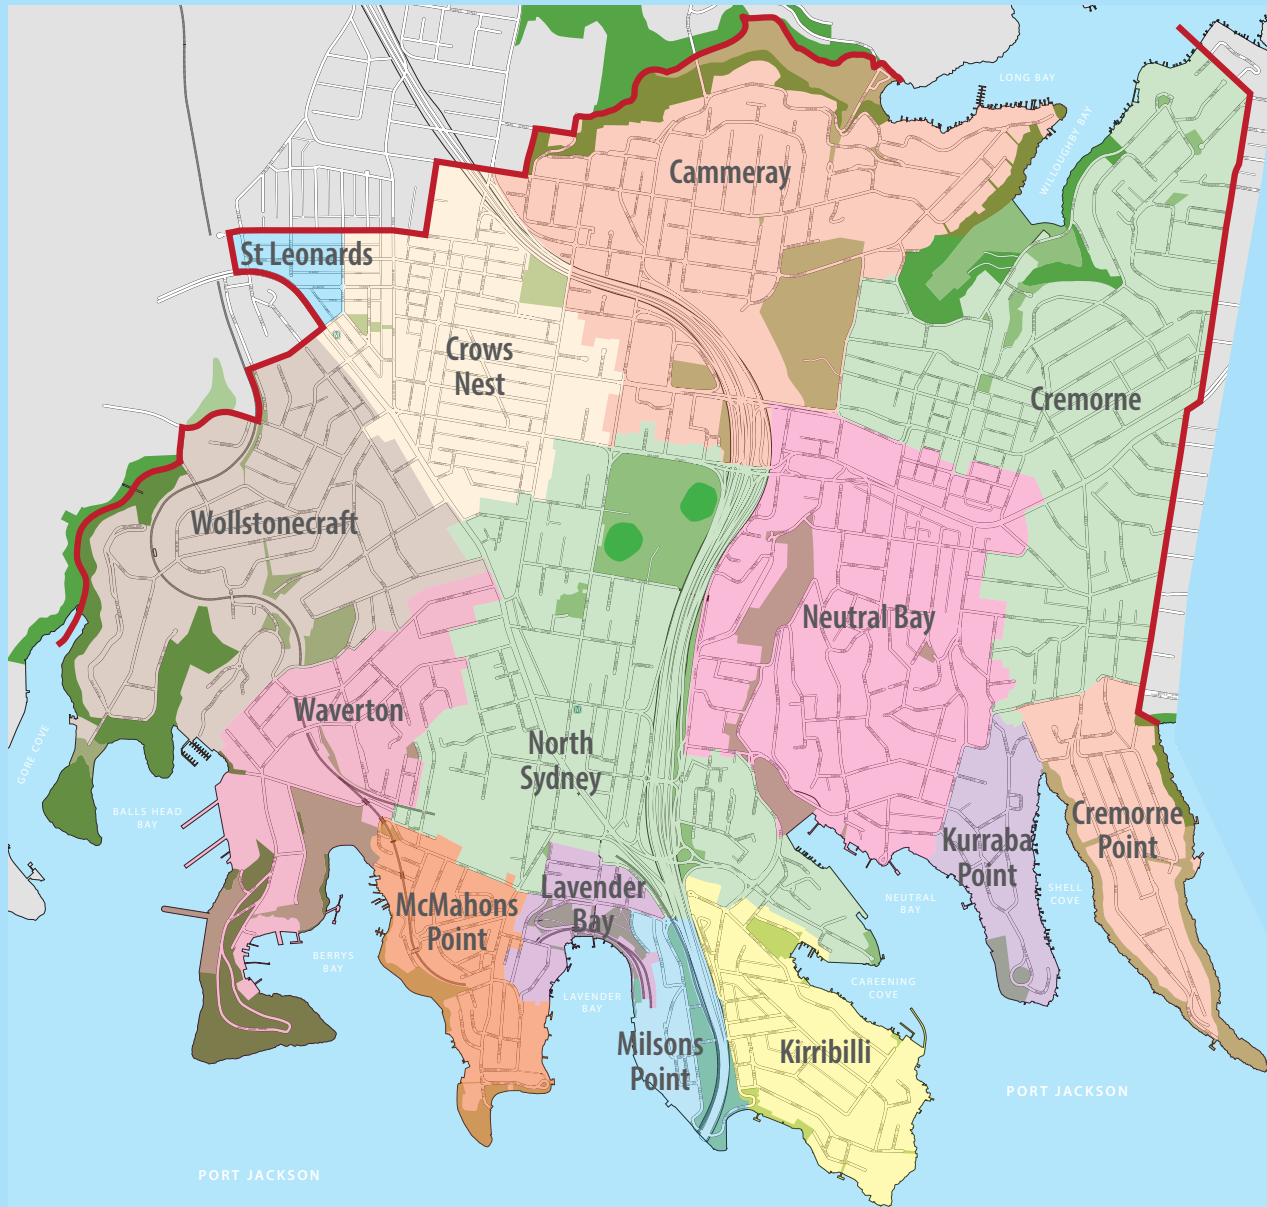 LONG BAY
WILLOUGHBY BAY
Cammeray
St Leonards
Crows
Nest
Cremorne
Wollstonecraft
Neutral Bay
Waverton
North
Sydney
GORE COVE
BALLS HEAD
BAY
Cremorne
Point
Kurraba
Point
SHELL
COVE
NEUTRAL
BAY
Lavender
Bay
McMahons
Point
BERRYS
BAY
LAVENDER
BAY
CAREENING
COVE
Milsons
Point
Kirribilli
PORT JACKSON
PORT JACKSON